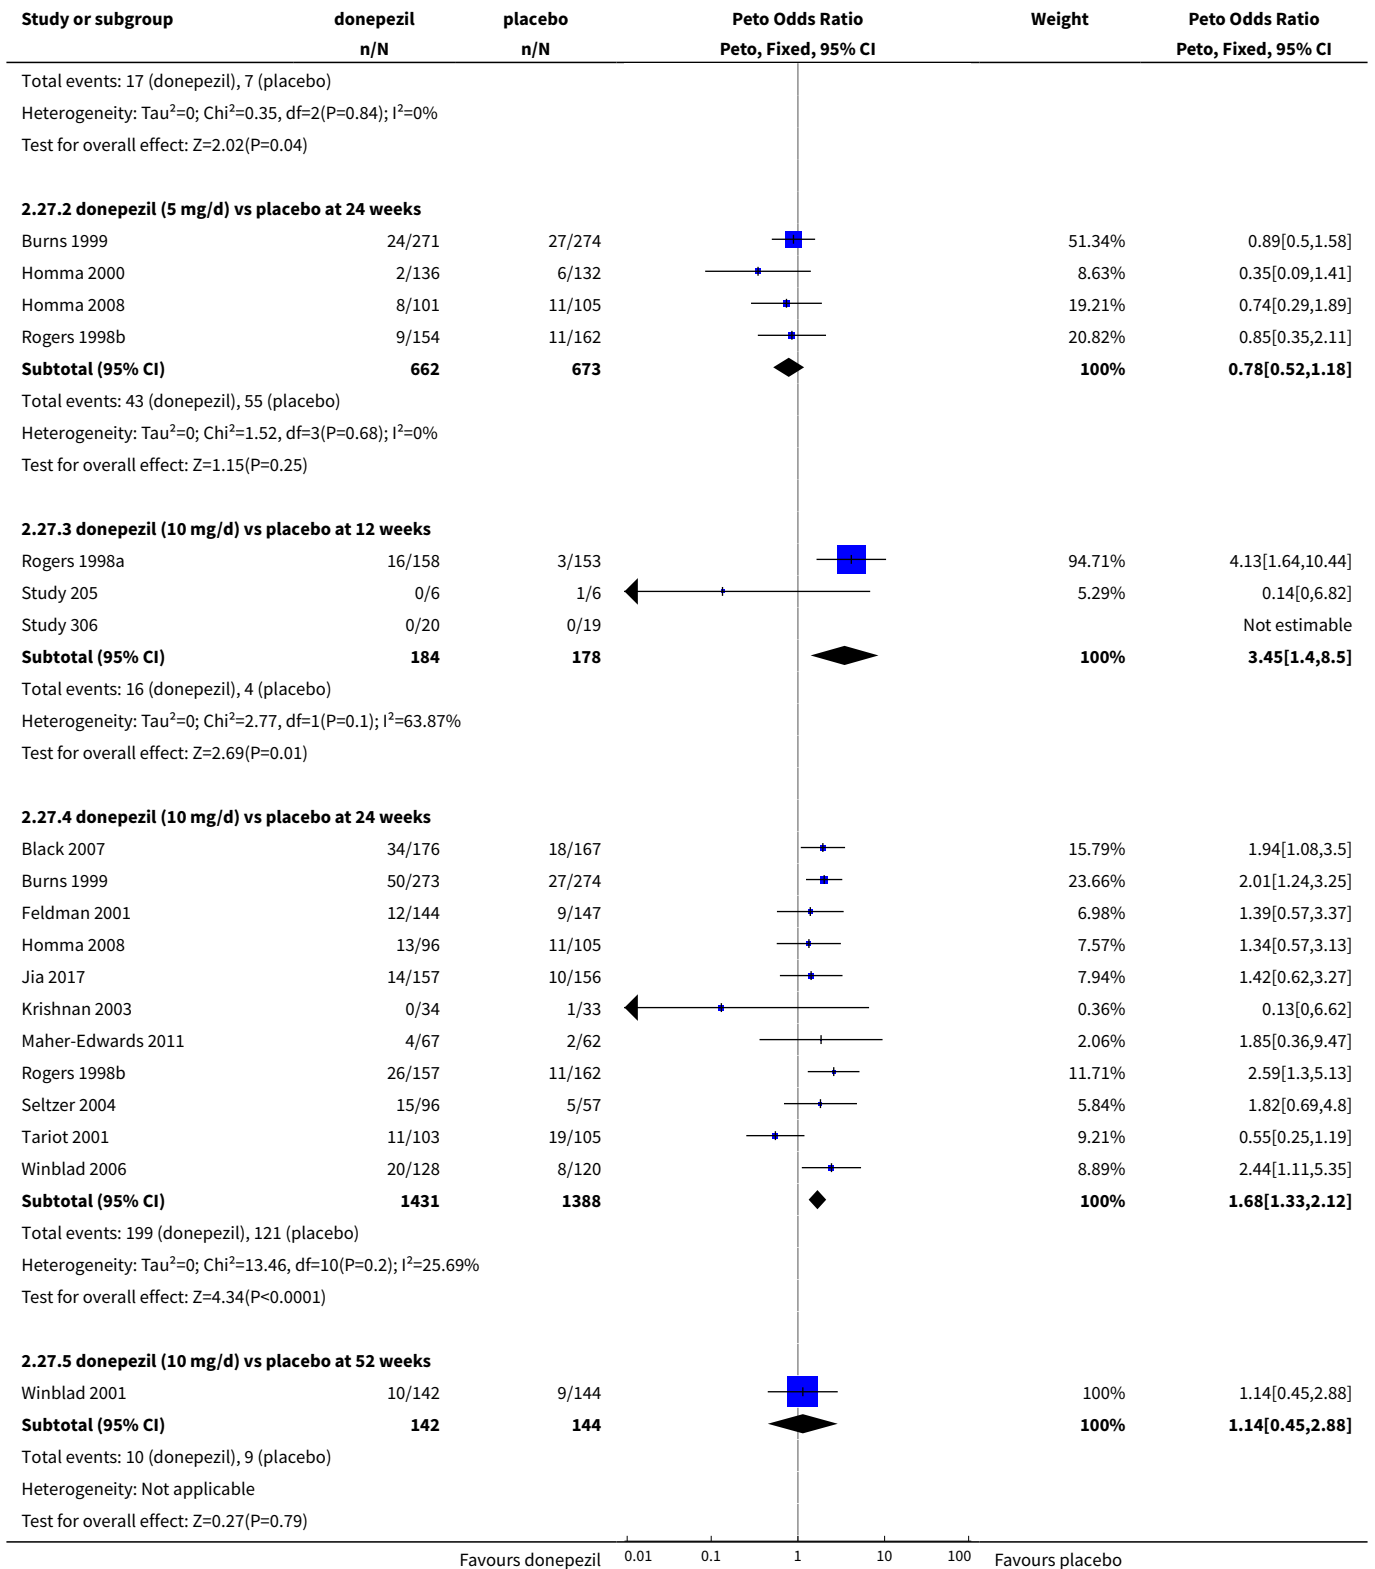 Study or subgroup donepezil placebo Peto Odds Ratio Weight Peto Odds Ratio
n/N n/N Peto, Fixed, 95% CI Peto, Fixed, 95% CI
Total events: 17 (donepezil), 7 (placebo)
Heterogeneity: Tau²=0; Chi²=0.35, df=2(P=0.84); I²=0%
Test for overall effect: Z=2.02(P=0.04)
2.27.2 donepezil (5 mg/d) vs placebo at 24 weeks
Burns 1999 24/271 27/274 51.34% 0.89[0.5,1.58]
Homma 2000 2/136 6/132 8.63% 0.35[0.09,1.41]
Homma 2008 8/101 11/105 19.21% 0.74[0.29,1.89]
Rogers 1998b 9/154 11/162 20.82% 0.85[0.35,2.11]
Subtotal (95% CI) 662 673 100% 0.78[0.52,1.18]
Total events: 43 (donepezil), 55 (placebo)
Heterogeneity: Tau²=0; Chi²=1.52, df=3(P=0.68); I²=0%
Test for overall effect: Z=1.15(P=0.25)
2.27.3 donepezil (10 mg/d) vs placebo at 12 weeks
Rogers 1998a 16/158 3/153 94.71% 4.13[1.64,10.44]
Study 205 0/6 1/6 5.29% 0.14[0,6.82]
Study 306 0/20 0/19 Not estimable
Subtotal (95% CI) 184 178 100% 3.45[1.4,8.5]
Total events: 16 (donepezil), 4 (placebo)
Heterogeneity: Tau²=0; Chi²=2.77, df=1(P=0.1); I²=63.87%
Test for overall effect: Z=2.69(P=0.01)
2.27.4 donepezil (10 mg/d) vs placebo at 24 weeks
Black 2007 34/176 18/167 15.79% 1.94[1.08,3.5]
Burns 1999 50/273 27/274 23.66% 2.01[1.24,3.25]
Feldman 2001 12/144 9/147 6.98% 1.39[0.57,3.37]
Homma 2008 13/96 11/105 7.57% 1.34[0.57,3.13]
Jia 2017 14/157 10/156 7.94% 1.42[0.62,3.27]
Krishnan 2003 0/34 1/33 0.36% 0.13[0,6.62]
Maher-Edwards 2011 4/67 2/62 2.06% 1.85[0.36,9.47]
Rogers 1998b 26/157 11/162 11.71% 2.59[1.3,5.13]
Seltzer 2004 15/96 5/57 5.84% 1.82[0.69,4.8]
Tariot 2001 11/103 19/105 9.21% 0.55[0.25,1.19]
Winblad 2006 20/128 8/120 8.89% 2.44[1.11,5.35]
Subtotal (95% CI) 1431 1388 100% 1.68[1.33,2.12]
Total events: 199 (donepezil), 121 (placebo)
Heterogeneity: Tau²=0; Chi²=13.46, df=10(P=0.2); I²=25.69%
Test for overall effect: Z=4.34(P<0.0001)
2.27.5 donepezil (10 mg/d) vs placebo at 52 weeks
Winblad 2001 10/142 9/144 100% 1.14[0.45,2.88]
Subtotal (95% CI) 142 144 100% 1.14[0.45,2.88]
Total events: 10 (donepezil), 9 (placebo)
Heterogeneity: Not applicable
Test for overall effect: Z=0.27(P=0.79)
Favours donepezil 0.01 0.1 1 10 100 Favours placebo